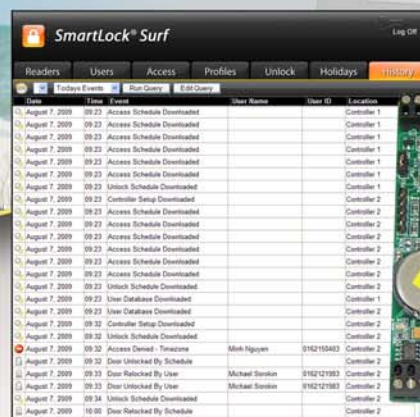 SmartLock® Surf
Log Off
Readers Users Access Profiles Unlock Holidays History
Todays Events Run Query Edit Query
Date Time Event User Name User ID Location
August 7, 2009 09:23 Access Schedule Downloaded Controller 1
August 7, 2009 09:23 Access Schedule Downloaded Controller 1
August 7, 2009 09:23 Access Schedule Downloaded Controller 1
August 7, 2009 09:23 Access Schedule Downloaded Controller 1
August 7, 2009 09:23 Access Schedule Downloaded Controller 1
August 7, 2009 09:23 Access Schedule Downloaded Controller 1
August 7, 2009 09:23 Unlock Schedule Downloaded Controller 1
August 7, 2009 09:23 Controller Setup Downloaded Controller 2
August 7, 2009 09:23 Access Schedule Downloaded Controller 2
August 7, 2009 09:23 Access Schedule Downloaded Controller 2
August 7, 2009 09:23 Access Schedule Downloaded Controller 2
August 7, 2009 09:23 Access Schedule Downloaded Controller 2
August 7, 2009 09:23 Access Schedule Downloaded Controller 2
August 7, 2009 09:23 Access Schedule Downloaded Controller 2
August 7, 2009 09:23 Unlock Schedule Downloaded Controller 2
August 7, 2009 09:23 User Database Downloaded Controller 1
August 7, 2009 09:23 User Database Downloaded Controller 2
August 7, 2009 09:32 Controller Setup Downloaded Controller 2
August 7, 2009 09:32 Unlock Schedule Downloaded Controller 2
August 7, 2009 09:32 Access Denied - Timezone Minh Nguyen 0162150403 Controller 2
August 7, 2009 09:32 Door Unlocked By Schedule Controller 2
August 7, 2009 09:33 Door Relocked By User Michael Sorokin 0162121983 Controller 2
August 7, 2009 09:33 Door Unlocked By User Michael Sorokin 0162121983 Controller 2
August 7, 2009 09:34 Unlock Schedule Downloaded Controller 2
August 7, 2009 10:00 Door Relocked By Schedule Controller 2